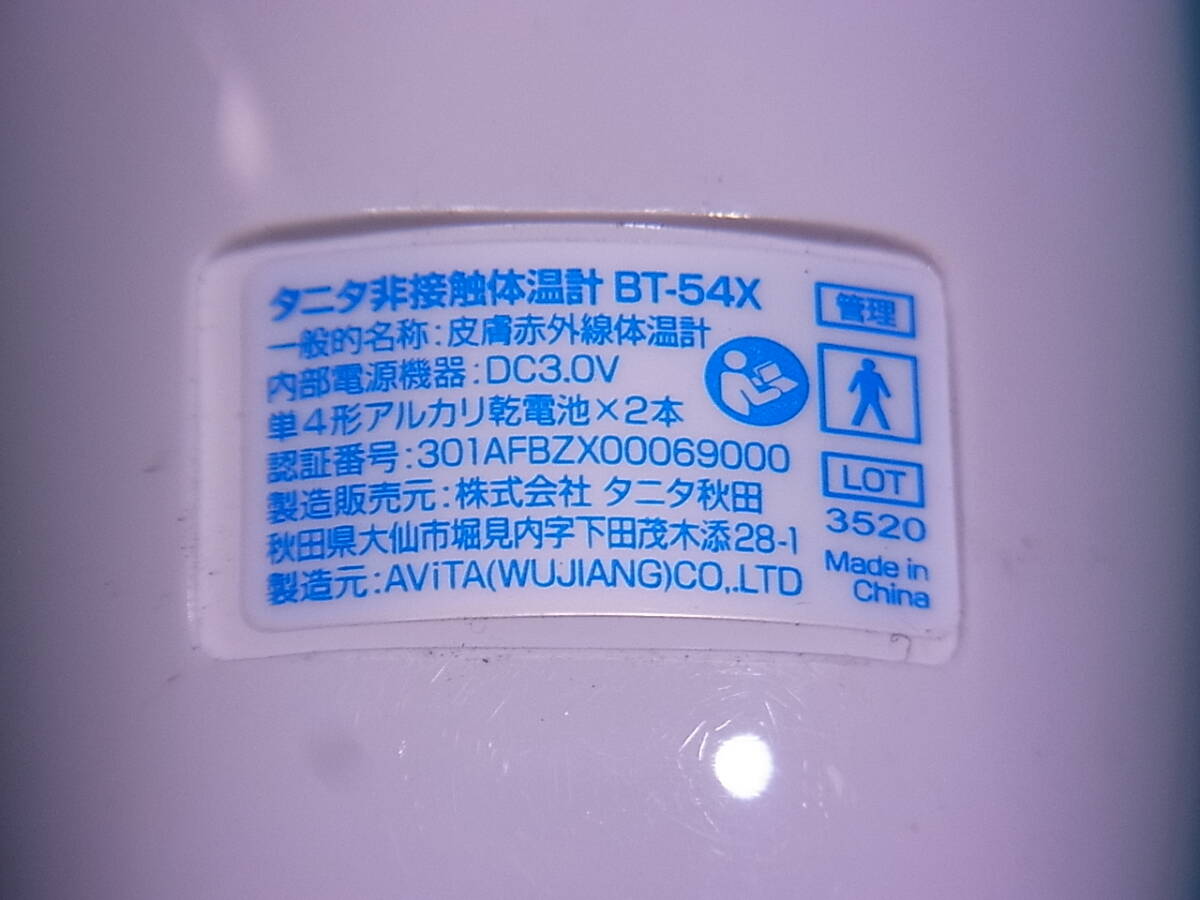 タニタ非接触体温計 BT-54X
一般的名称:皮膚赤外線体温計
内部電源機器:DC3.0V
単4形アルカリ乾電池×2本
認証番号:301AFBZX00069000
製造販売元:株式会社 タニタ秋田
秋田県大仙市堀見内字下田茂木添28-1
製造元:AViTA(WUJIANG)CO,.LTD
管理
LOT
3520
Made in
China